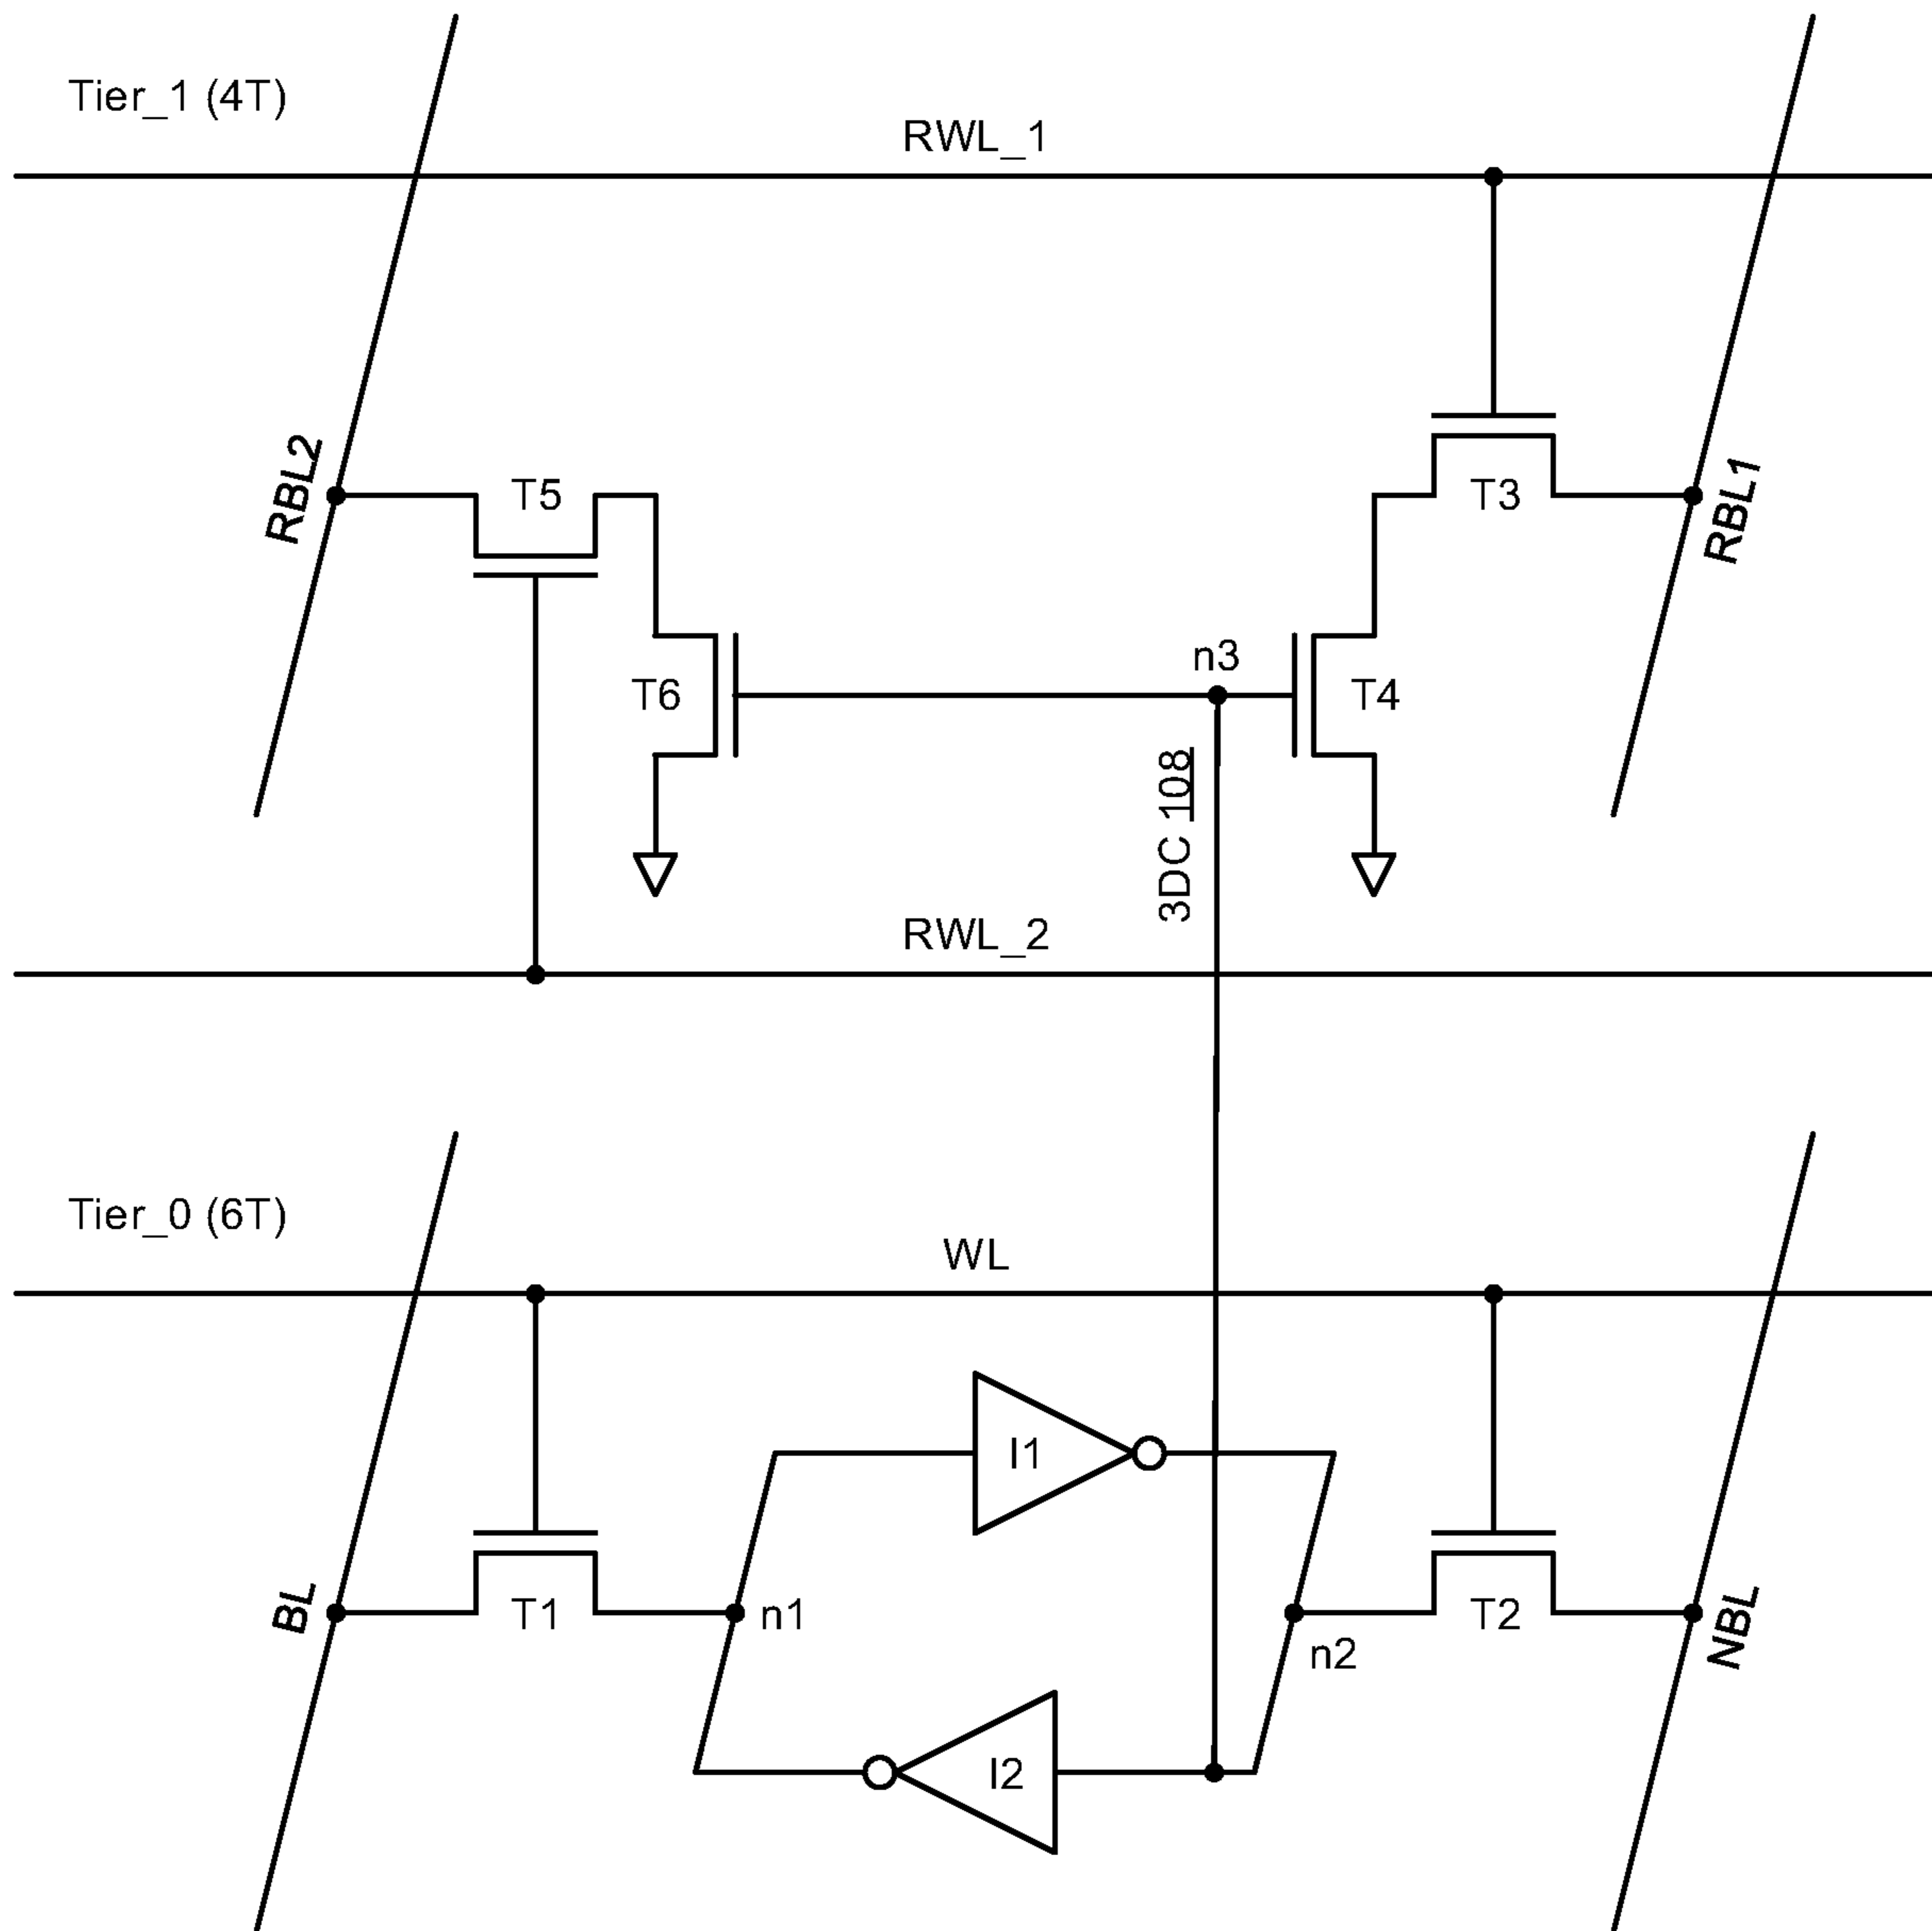 Tier_1 (4T)
RWL_1
RBL2
T5
T3
RBL1
n3
T6
T4
3DC 108
RWL_2
Tier_0 (6T)
WL
I1
BL
T1
n1
T2
NBL
n2
I2